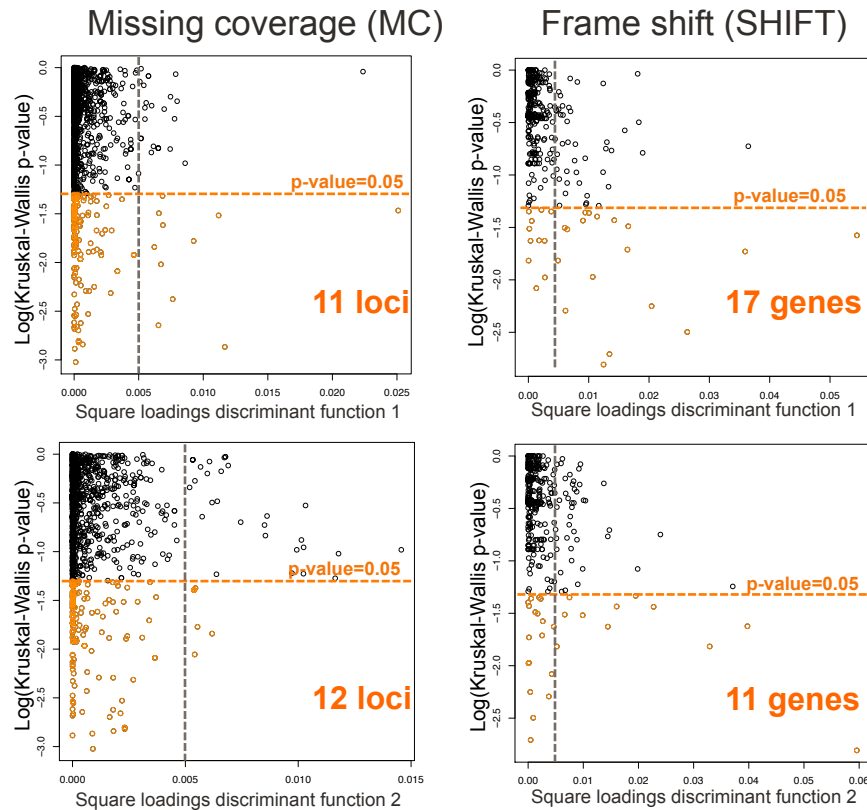 Missing coverage (MC)
Frame shift (SHIFT)
Log(Kruskal-Wallis p-value)
0.0
-0.5
-1.0
-1.5
-2.0
-2.5
-3.0
p-value=0.05
11 loci
0.000
0.005
0.010
0.015
0.020
0.025
Square loadings discriminant function 1
Log(Kruskal-Wallis p-value)
0.0
-0.5
-1.0
-1.5
-2.0
-2.5
p-value=0.05
17 genes
0.00
0.01
0.02
0.03
0.04
0.05
Square loadings discriminant function 1
Log(Kruskal-Wallis p-value)
0.0
-0.5
-1.0
-1.5
-2.0
-2.5
-3.0
p-value=0.05
12 loci
0.000
0.005
0.010
0.015
Square loadings discriminant function 2
Log(Kruskal-Wallis p-value)
0.0
-0.5
-1.0
-1.5
-2.0
-2.5
p-value=0.05
11 genes
0.00
0.01
0.02
0.03
0.04
0.05
0.06
Square loadings discriminant function 2